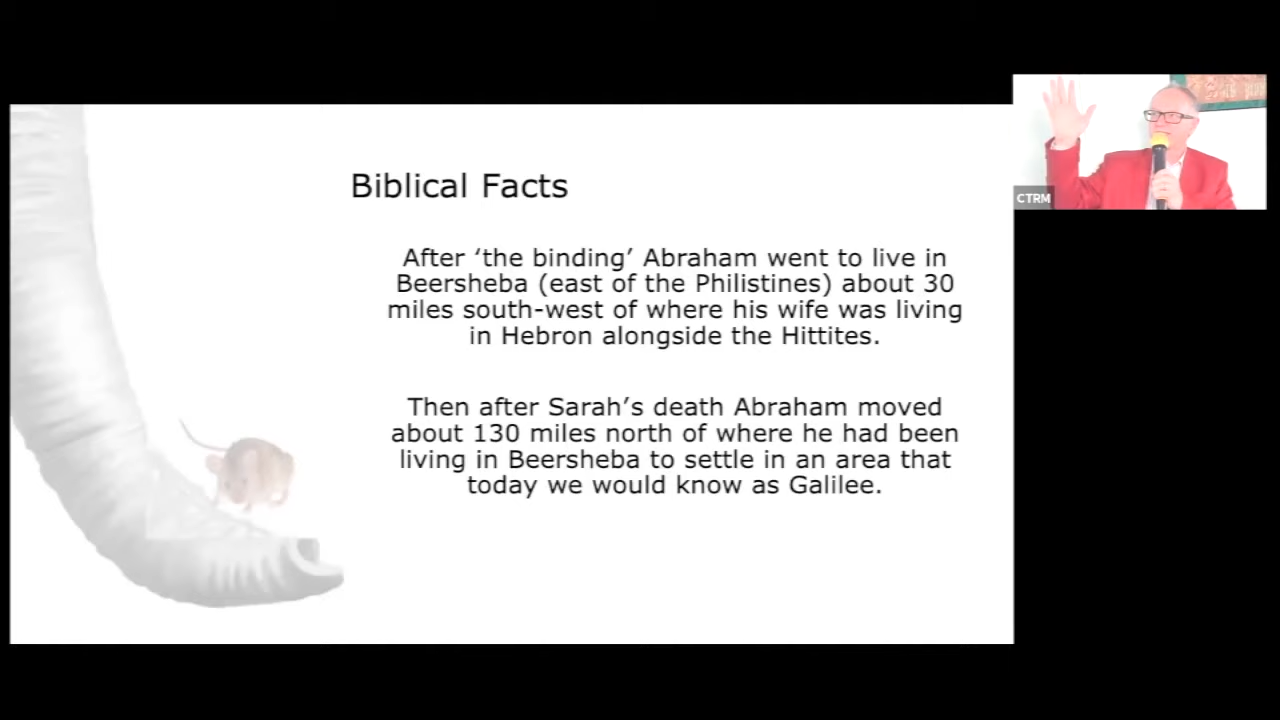 Biblical Facts
After ‘the binding’ Abraham went to live in
Beersheba (east of the Philistines) about 30
miles south-west of where his wife was living
in Hebron alongside the Hittites.
Then after Sarah’s death Abraham moved
about 130 miles north of where he had been
living in Beersheba to settle in an area that
today we would know as Galilee.
CTRM